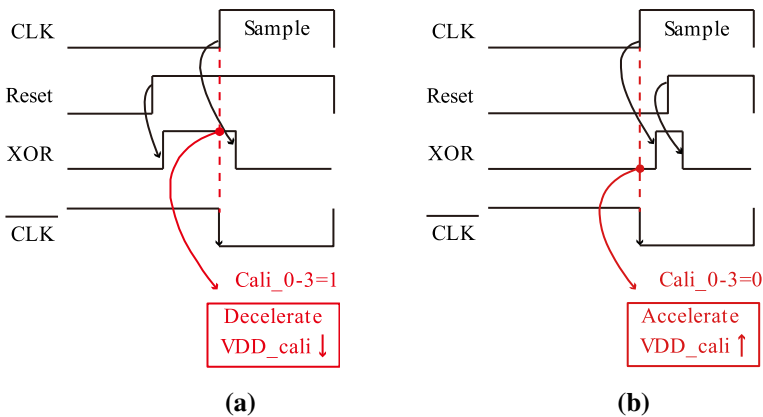 CLK
Sample
Reset
XOR
CLK
Cali_0-3=1
Decelerate
VDD_cali ↓
(a)
CLK
Sample
Reset
XOR
CLK
Cali_0-3=0
Accelerate
VDD_cali ↑
(b)